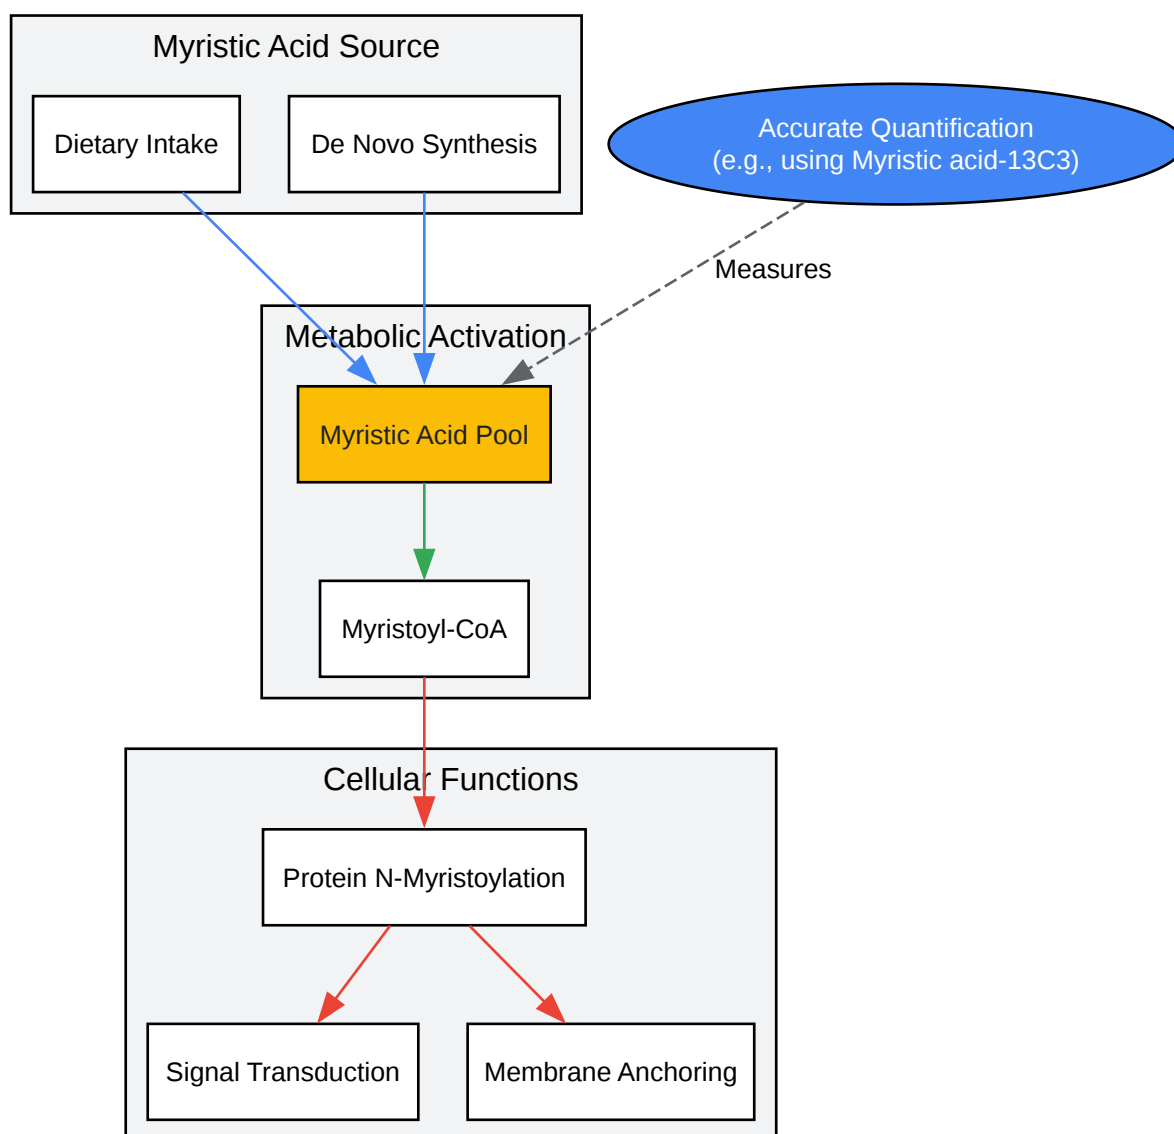 Myristic Acid Source
Dietary Intake
De Novo Synthesis
Accurate Quantification
(e.g., using Myristic acid-13C3)
Measures
Metabolic Activation
Myristic Acid Pool
Myristoyl-CoA
Cellular Functions
Protein N-Myristoylation
Signal Transduction
Membrane Anchoring